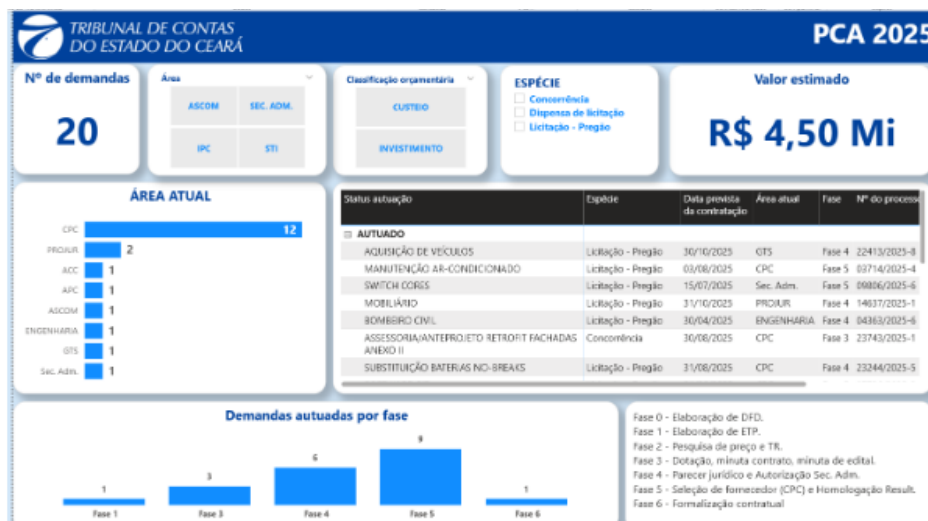 TRIBUNAL DE CONTAS
DO ESTADO DO CEARÁ
PCA 2025
Nº de demandas
20
Área
ASCOM
SEC. ADM.
IPC
STI
Classificação orçamentária
CUSTEIO
INVESTIMENTO
ESPÉCIE
Concorrência
Dispensa de licitação
Licitação - Pregão
Valor estimado
R$ 4,50 Mi
ÁREA ATUAL
CPC 12
PROJUR 2
ACC 1
APC 1
ASCOM 1
ENGENHARIA 1
GTS 1
Sec. Adm. 1
Status autuação Espécie Data prevista Área atual Fase Nº do processo
da contratação
AUTUADO
AQUISIÇÃO DE VEÍCULOS Licitação - Pregão 30/10/2025 GTS Fase 4 22413/2025-8
MANUTENÇÃO AR-CONDICIONADO Licitação - Pregão 03/08/2025 CPC Fase 5 03714/2025-4
SWITCH CORES Licitação - Pregão 15/07/2025 Sec. Adm. Fase 5 09806/2025-6
MOBILIÁRIO Licitação - Pregão 31/10/2025 PROJUR Fase 4 14637/2025-1
BOMBEIRO CIVIL Licitação - Pregão 30/04/2025 ENGENHARIA Fase 4 04363/2025-6
ASSESSORIA/ANTEPROJETO RETROFIT FACHADAS Concorrência 30/08/2025 CPC Fase 3 23743/2025-1
ANEXO II
SUBSTITUIÇÃO BATERIAS NO-BREAKS Licitação - Pregão 31/08/2025 CPC Fase 4 23244/2025-5
Demandas autuadas por fase
1 3 6 9 1
Fase 1 Fase 3 Fase 4 Fase 5 Fase 6
Fase 0 - Elaboração de DFD.
Fase 1 - Elaboração de ETP.
Fase 2 - Pesquisa de preço e TR.
Fase 3 - Dotação, minuta contrato, minuta de edital.
Fase 4 - Parecer jurídico e Autorização Sec. Adm.
Fase 5 - Seleção de fornecedor (CPC) e Homologação Result.
Fase 6 - Formalização contratual